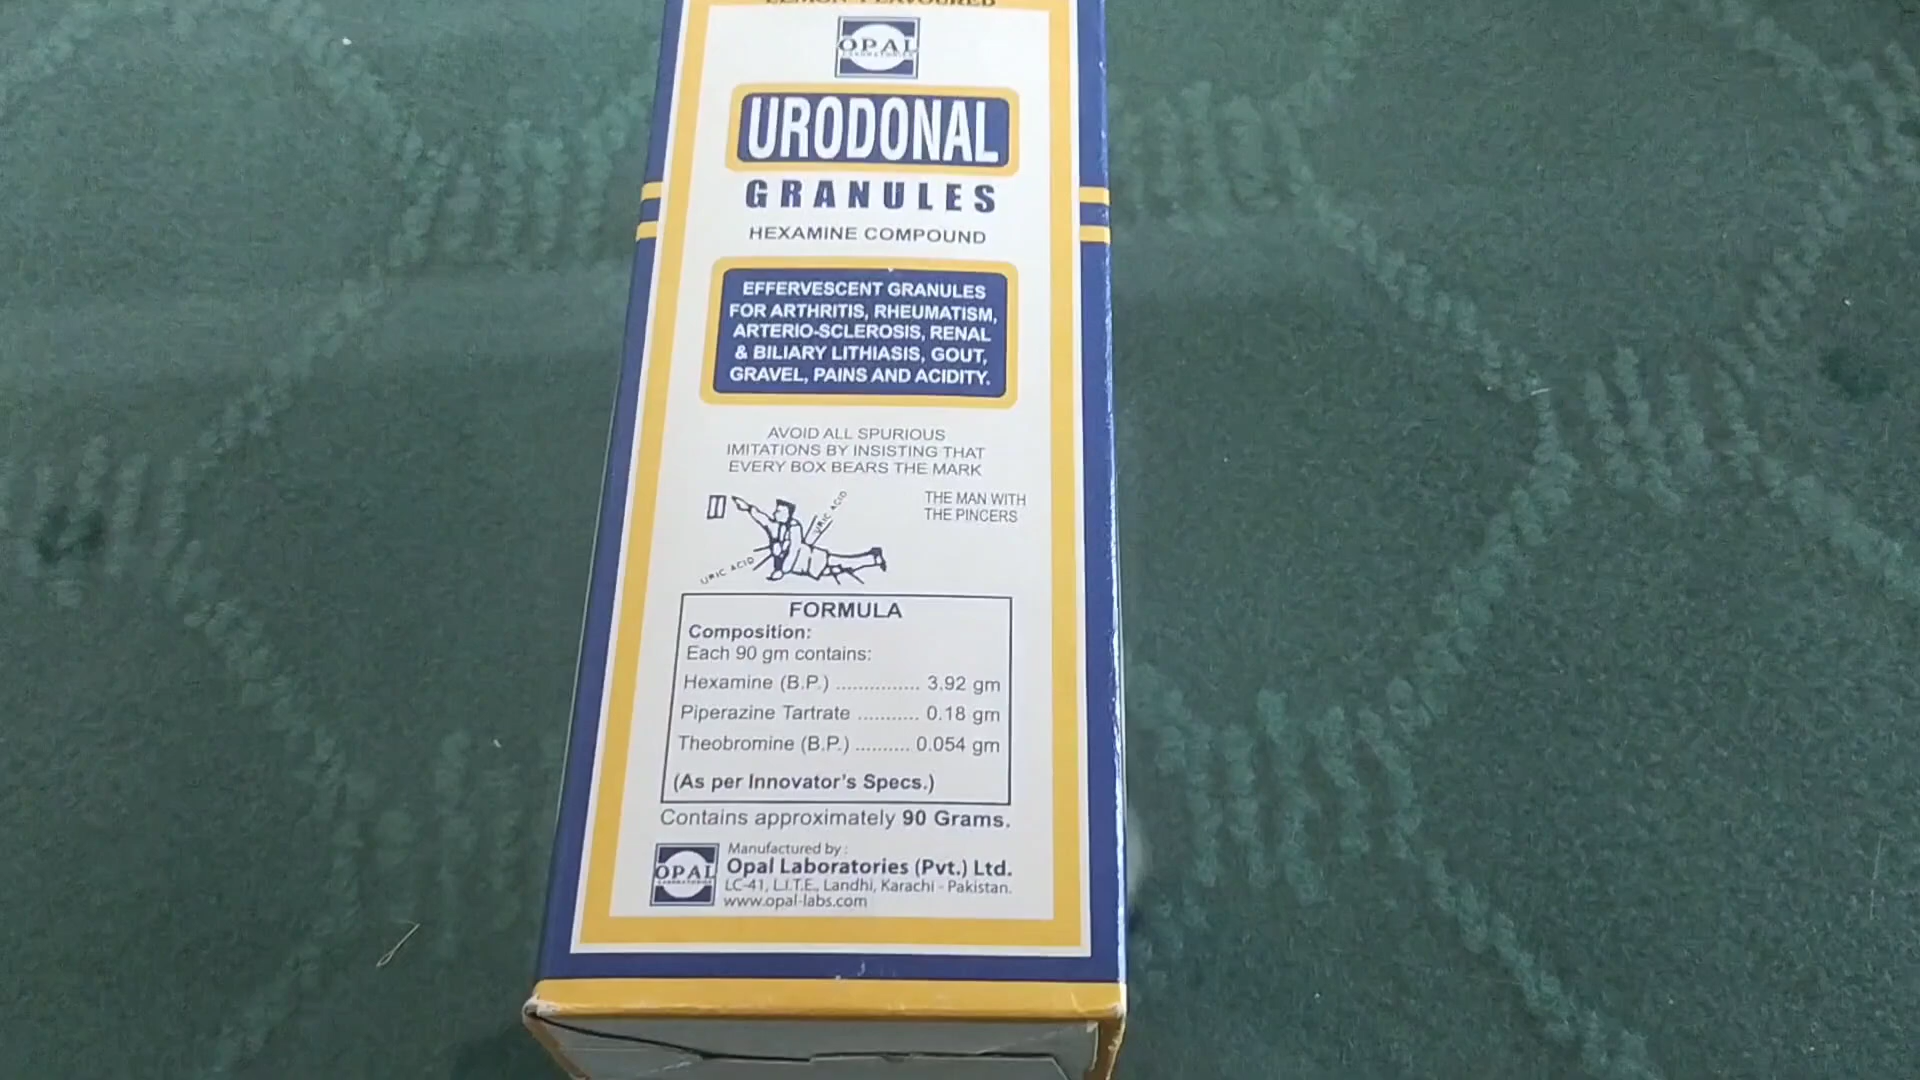 LEMON FLAVOURED
OPAL
LABORATORIES
URODONAL
GRANULES
HEXAMINE COMPOUND
EFFERVESCENT GRANULES
FOR ARTHRITIS, RHEUMATISM,
ARTERIO-SCLEROSIS, RENAL
& BILIARY LITHIASIS, GOUT,
GRAVEL, PAINS AND ACIDITY.
AVOID ALL SPURIOUS
IMITATIONS BY INSISTING THAT
EVERY BOX BEARS THE MARK
THE MAN WITH
THE PINCERS
URIC ACID
URIC ACID
FORMULA
Composition:
Each 90 gm contains:
Hexamine (B.P.) ............... 3.92 gm
Piperazine Tartrate ........... 0.18 gm
Theobromine (B.P.) .......... 0.054 gm
(As per Innovator's Specs.)
Contains approximately 90 Grams.
OPAL
LABORATORIES
Manufactured by :
Opal Laboratories (Pvt.) Ltd.
LC-41, L.I.T.E., Landhi, Karachi - Pakistan.
www.opal-labs.com